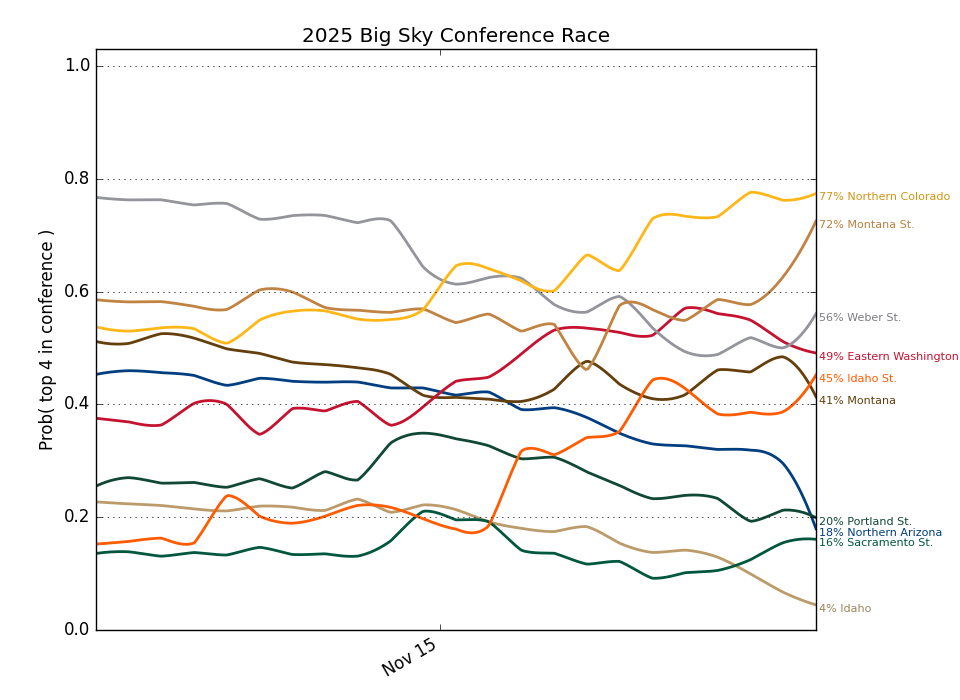 2025 Big Sky Conference Race
Prob( top 4 in conference )
1.0
0.8
0.6
0.4
0.2
0.0
Nov 15
77% Northern Colorado
72% Montana St.
56% Weber St.
49% Eastern Washington
45% Idaho St.
41% Montana
20% Portland St.
18% Northern Arizona
16% Sacramento St.
4% Idaho